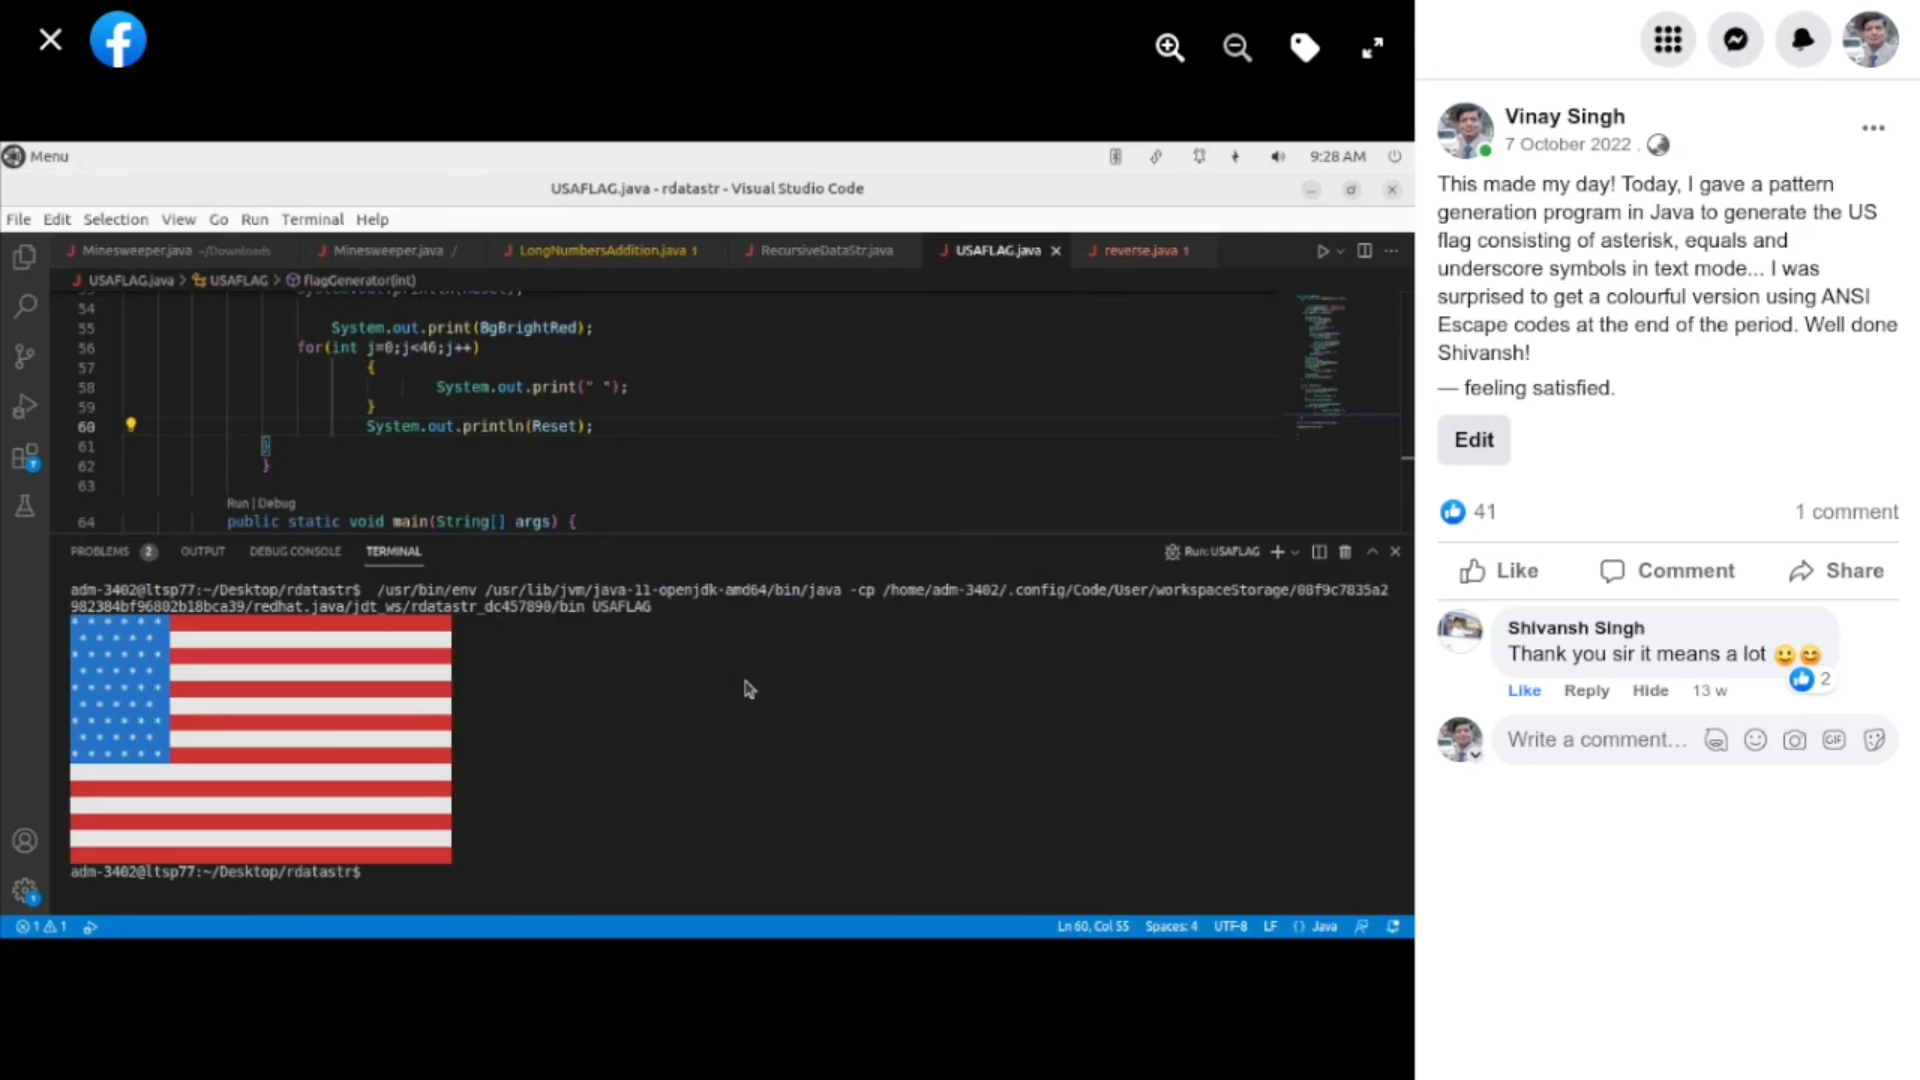 Menu
9:28 AM
USAFLAG.java - rdatastr - Visual Studio Code
File Edit Selection View Go Run Terminal Help
Minesweeper.java ~/Downloads
Minesweeper.java /
LongNumbersAddition.java 1
RecursiveDataStr.java
USAFLAG.java
reverse.java 1
USAFLAG.java > USAFLAG > flagGenerator(int)
54
55 System.out.print(BgBrightRed);
56 for(int j=0;j<46;j++)
57 {
58 System.out.print(" ");
59 }
60 System.out.println(Reset);
61 }
62 }
63
Run | Debug
64 public static void main(String[] args) {
PROBLEMS 2 OUTPUT DEBUG CONSOLE TERMINAL
Run: USAFLAG
adm-3402@ltsp77:~/Desktop/rdatastr$ /usr/bin/env /usr/lib/jvm/java-11-openjdk-amd64/bin/java -cp /home/adm-3402/.config/Code/User/workspaceStorage/08f9c7835a2
982384bf96802b18bca39/redhat.java/jdt_ws/rdatastr_dc457890/bin USAFLAG
adm-3402@ltsp77:~/Desktop/rdatastr$
1 1
Ln 60, Col 55 Spaces: 4 UTF-8 LF {} Java
Vinay Singh
7 October 2022 .
This made my day! Today, I gave a pattern
generation program in Java to generate the US
flag consisting of asterisk, equals and
underscore symbols in text mode... I was
surprised to get a colourful version using ANSI
Escape codes at the end of the period. Well done
Shivansh!
— feeling satisfied.
Edit
41
1 comment
Like Comment Share
Shivansh Singh
Thank you sir it means a lot 🙂😊
2
Like Reply Hide 13 w
Write a comment...
GIF